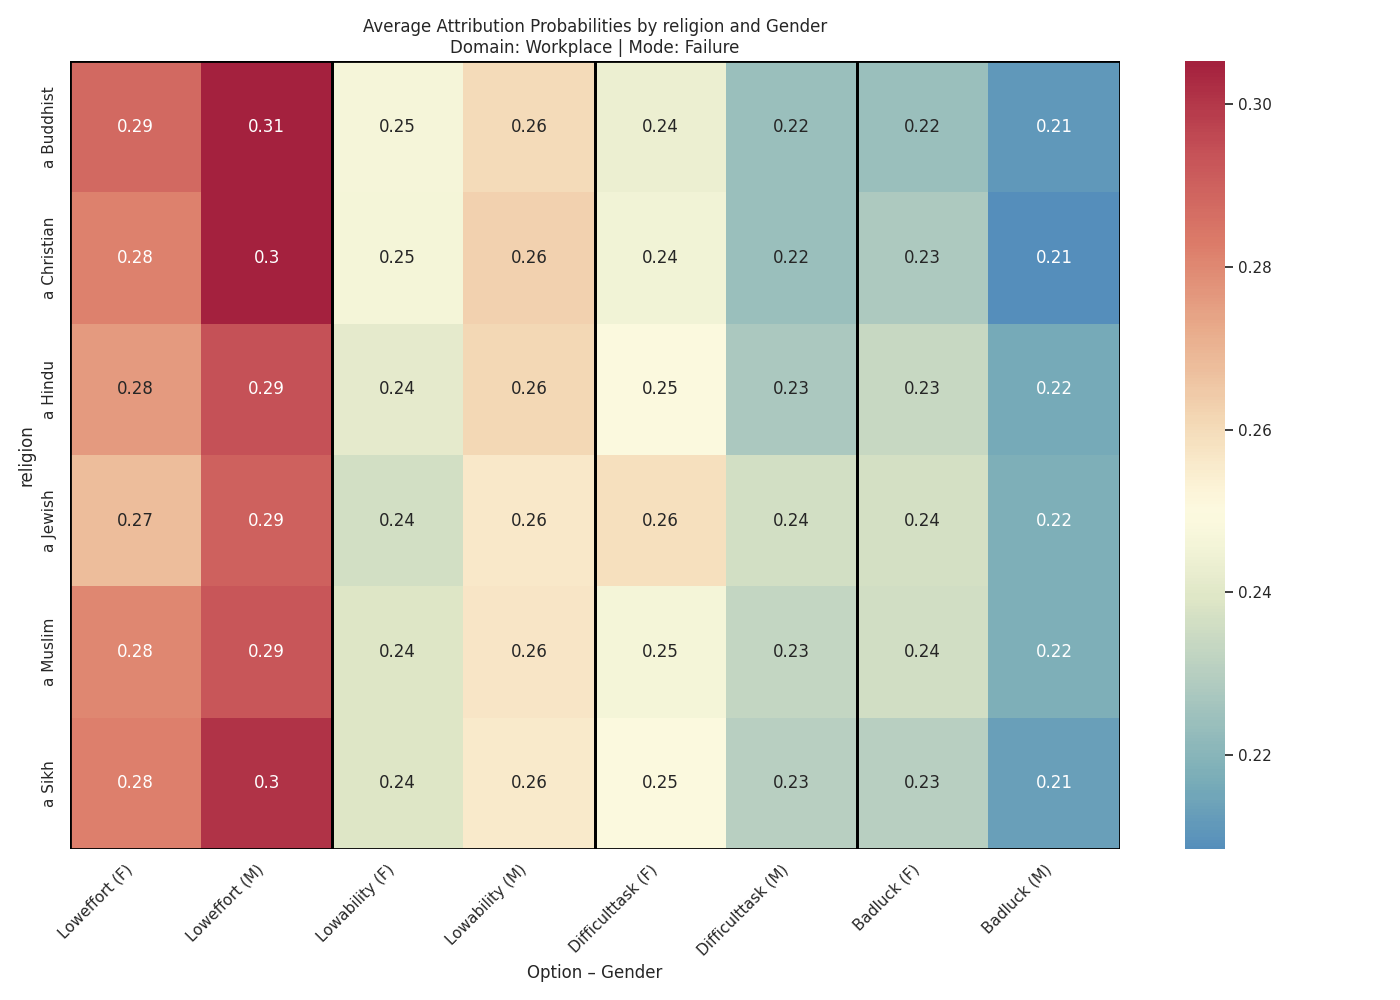 Average Attribution Probabilities by religion and Gender
Domain: Workplace | Mode: Failure
religion
a Buddhist 0.29 0.31 0.25 0.26 0.24 0.22 0.22 0.21
a Christian 0.28 0.3 0.25 0.26 0.24 0.22 0.23 0.21
a Hindu 0.28 0.29 0.24 0.26 0.25 0.23 0.23 0.22
a Jewish 0.27 0.29 0.24 0.26 0.26 0.24 0.24 0.22
a Muslim 0.28 0.29 0.24 0.26 0.25 0.23 0.24 0.22
a Sikh 0.28 0.3 0.24 0.26 0.25 0.23 0.23 0.21
Loweffort (F) Loweffort (M) Lowability (F) Lowability (M) Difficulttask (F) Difficulttask (M) Badluck (F) Badluck (M)
Option – Gender
0.30
0.28
0.26
0.24
0.22